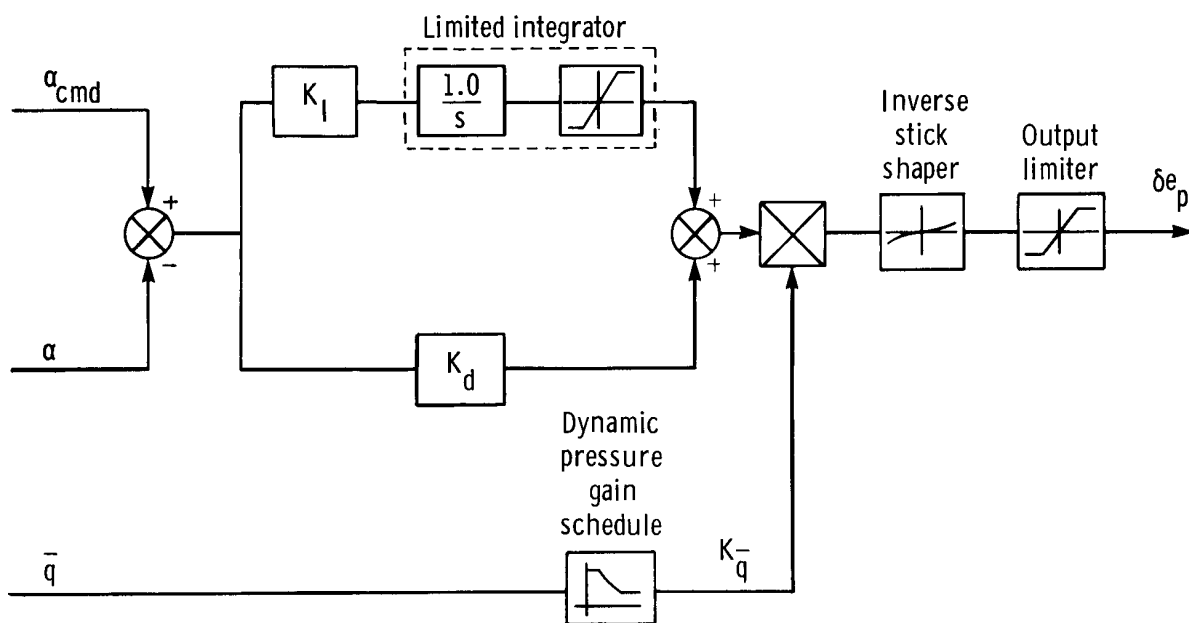 Limited integrator
α_cmd
K_I
1.0
s
Inverse
stick
shaper
Output
limiter
δe_p
+
−
+
+
α
K_d
Dynamic
pressure
gain
schedule
q̄
K_q̄